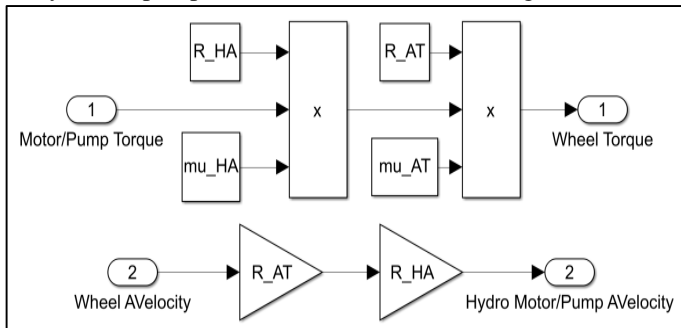 R_HA
R_AT
1
x
x
1
Motor/Pump Torque
Wheel Torque
mu_HA
mu_AT
2
R_AT
R_HA
2
Wheel AVelocity
Hydro Motor/Pump AVelocity